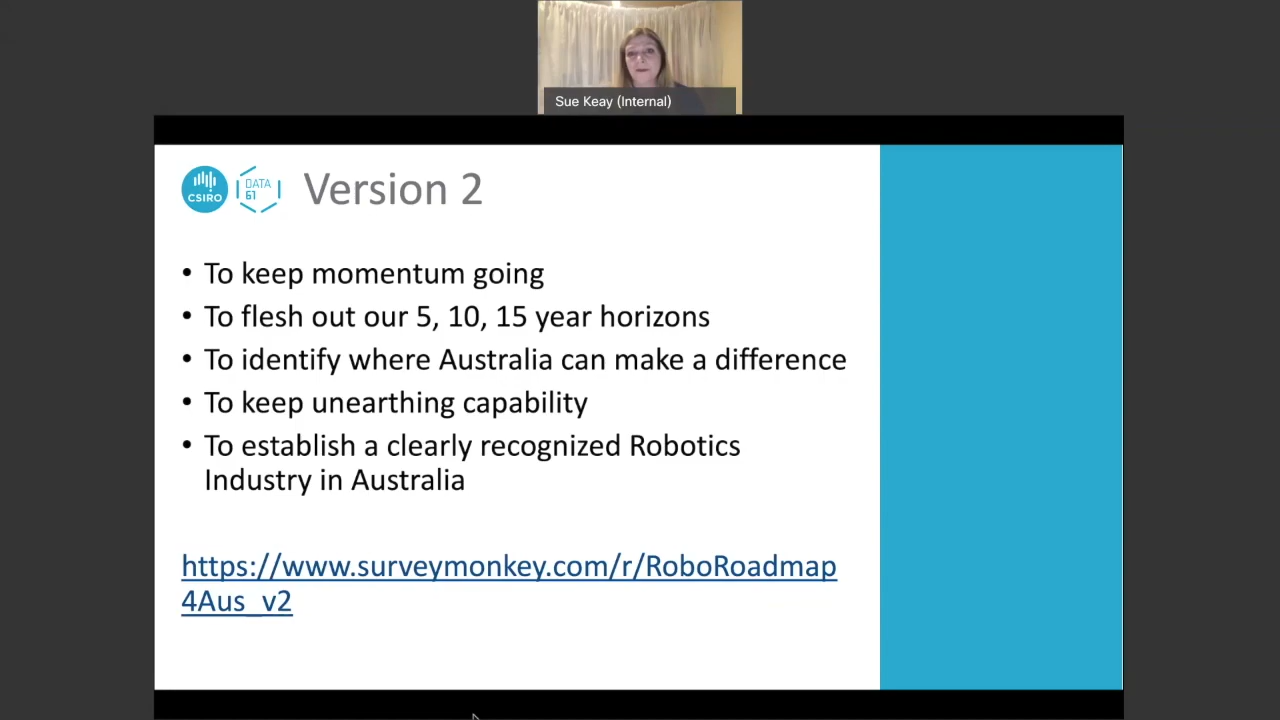 Sue Keay (Internal)
CSIRO
DATA
61
Version 2
• To keep momentum going
• To flesh out our 5, 10, 15 year horizons
• To identify where Australia can make a difference
• To keep unearthing capability
• To establish a clearly recognized Robotics
Industry in Australia
https://www.surveymonkey.com/r/RoboRoadmap
4Aus_v2